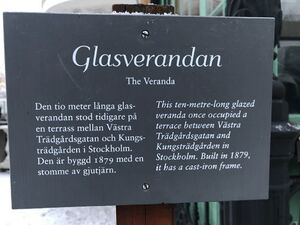 Glasverandan
The Veranda
Den tio meter långa glas-
verandan stod tidigare på
en terrass mellan Västra
Trädgårdsgatan och Kungs-
trädgården i Stockholm.
Den är byggd 1879 med en
stomme av gjutjärn.
This ten-metre-long glazed
veranda once occupied a
terrace between Västra
Trädgårdsgatan and
Kungsträdgården in
Stockholm. Built in 1879,
it has a cast-iron frame.